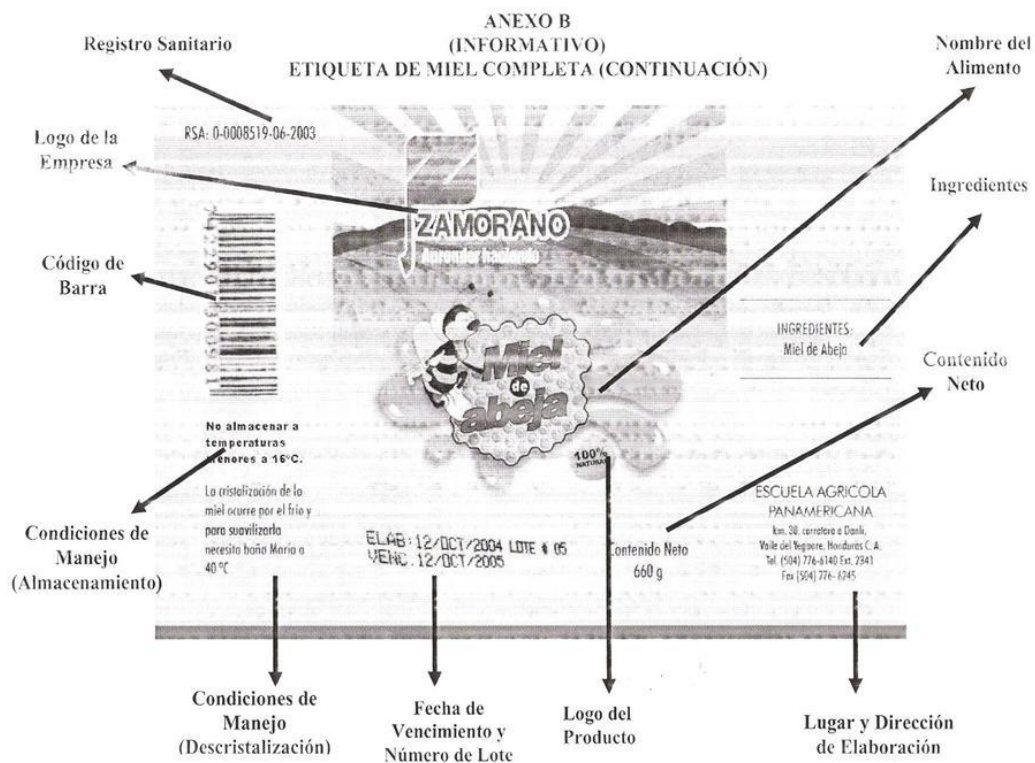 ANEXO B
(INFORMATIVO)
ETIQUETA DE MIEL COMPLETA (CONTINUACIÓN)
Registro Sanitario
Nombre del
Alimento
RSA: 0-0008519-06-2003
Logo de la
Empresa
ZAMORANO
Aprender haciendo
Ingredientes
Código de
Barra
INGREDIENTES:
Miel de Abeja
Miel
de
abeja
100%
NATURAL
Contenido
Neto
No almacenar a
temperaturas
menores a 16°C.
La cristalización de la
miel ocurre por el frío y
para suavilizarla
necesita baño María a
40 °C
Condiciones de
Manejo
(Almacenamiento)
ELAB:12/OCT/2004 LOTE # 05
VENC:12/OCT/2005
Contenido Neto
660 g
ESCUELA AGRICOLA
PANAMERICANA
km. 30, carretera a Danlí,
Valle del Yeguare, Honduras C. A.
Tel. (504) 776-6140 Ext. 2341
Fax (504) 776- 6245
Condiciones de
Manejo
(Descristalización)
Fecha de
Vencimiento y
Número de Lote
Logo del
Producto
Lugar y Dirección
de Elaboración